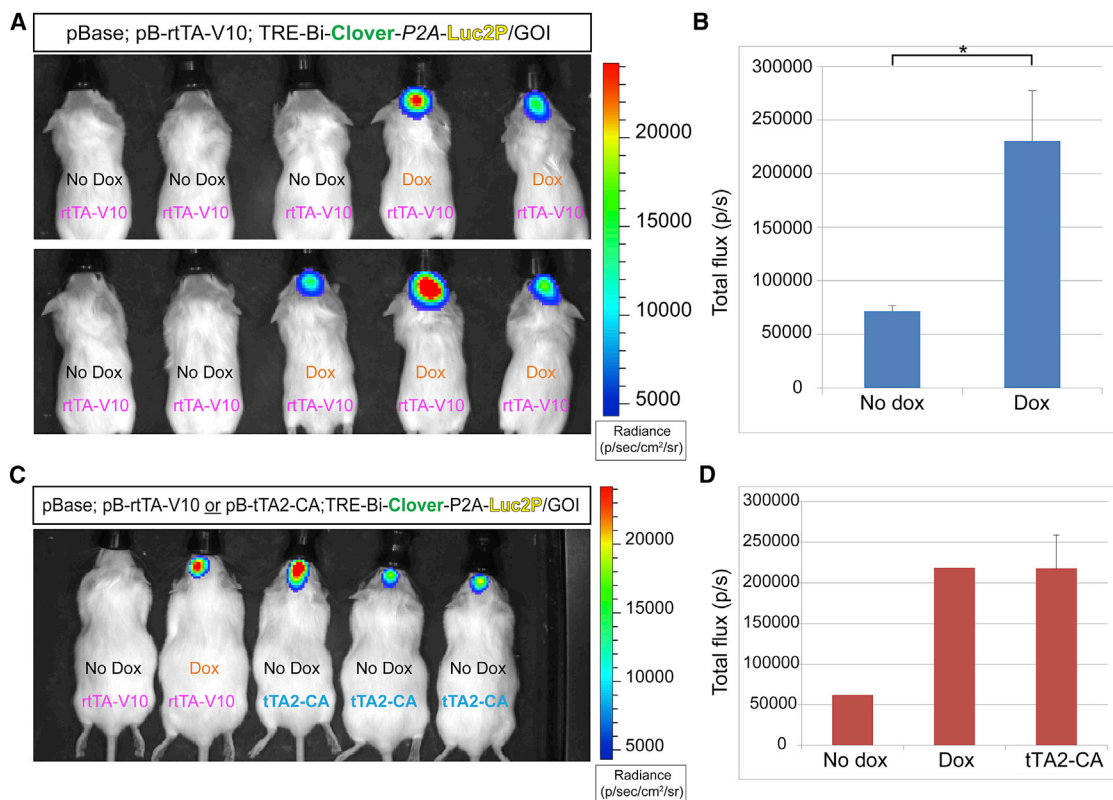 A
pBase; pB-rtTA-V10; TRE-Bi-Clover-P2A-Luc2P/GOI
No Dox
No Dox
No Dox
Dox
Dox
rtTA-V10
rtTA-V10
rtTA-V10
rtTA-V10
rtTA-V10
No Dox
No Dox
Dox
Dox
Dox
rtTA-V10
rtTA-V10
rtTA-V10
rtTA-V10
rtTA-V10
20000
15000
10000
5000
Radiance
(p/sec/cm²/sr)
B
*
Total flux (p/s)
300000
250000
200000
150000
100000
50000
0
No dox
Dox
C
pBase; pB-rtTA-V10 or pB-tTA2-CA;TRE-Bi-Clover-P2A-Luc2P/GOI
No Dox
Dox
No Dox
No Dox
No Dox
rtTA-V10
rtTA-V10
tTA2-CA
tTA2-CA
tTA2-CA
20000
15000
10000
5000
Radiance
(p/sec/cm²/sr)
D
Total flux (p/s)
300000
250000
200000
150000
100000
50000
0
No dox
Dox
tTA2-CA